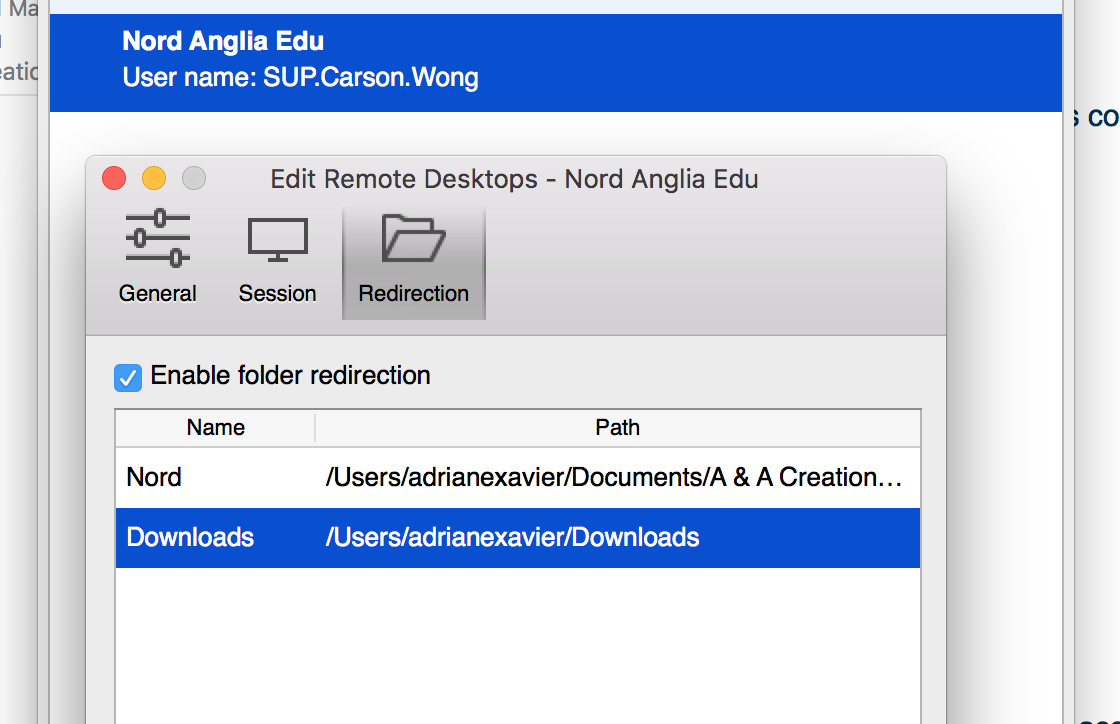 Ma
Nord Anglia Edu
User name: SUP.Carson.Wong
s co
Edit Remote Desktops - Nord Anglia Edu
General Session Redirection
Enable folder redirection
Name Path
Nord /Users/adrianexavier/Documents/A & A Creation…
Downloads /Users/adrianexavier/Downloads